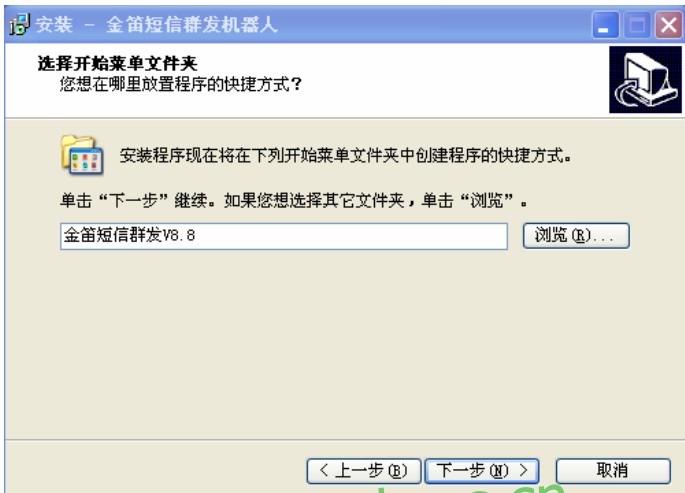 安装 - 金笛短信群发机器人
选择开始菜单文件夹
您想在哪里放置程序的快捷方式?
安装程序现在将在下列开始菜单文件夹中创建程序的快捷方式。
单击“下一步”继续。如果您想选择其它文件夹，单击“浏览”。
金笛短信群发V8.8
浏览(R)...
< 上一步(B)
下一步(N) >
取消